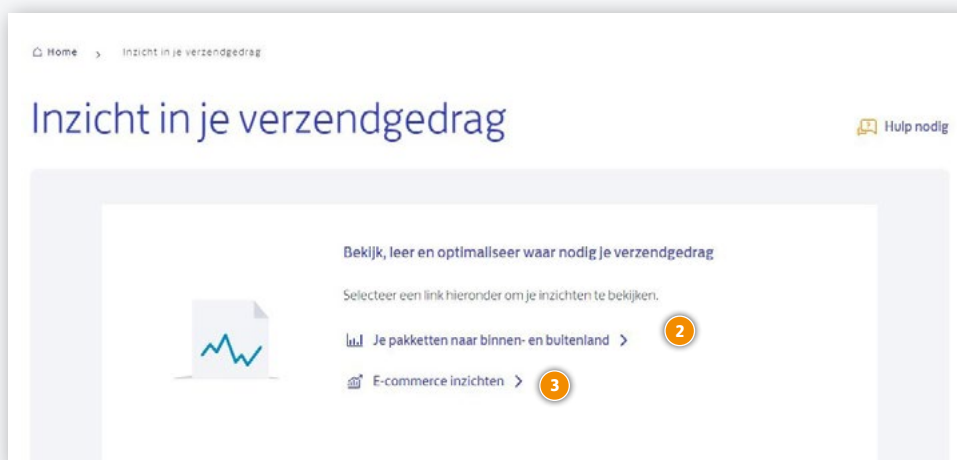 Home > Inzicht in je verzendgedrag
Inzicht in je verzendgedrag
Hulp nodig
Bekijk, leer en optimaliseer waar nodig je verzendgedrag
Selecteer een link hieronder om je inzichten te bekijken.
Je pakketten naar binnen- en buitenland >
2
E-commerce inzichten >
3